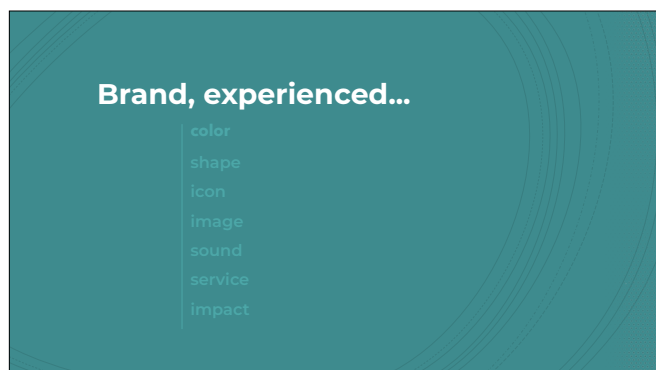 Brand, experienced...
color
shape
icon
image
sound
service
impact